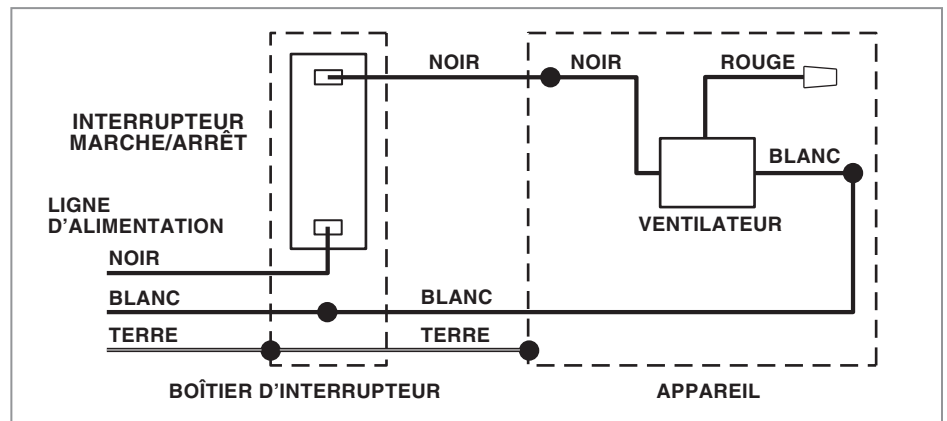 NOIR
NOIR
ROUGE
INTERRUPTEUR
MARCHE/ARRÊT
BLANC
LIGNE
D'ALIMENTATION
VENTILATEUR
NOIR
BLANC
BLANC
TERRE
TERRE
BOÎTIER D'INTERRUPTEUR
APPAREIL